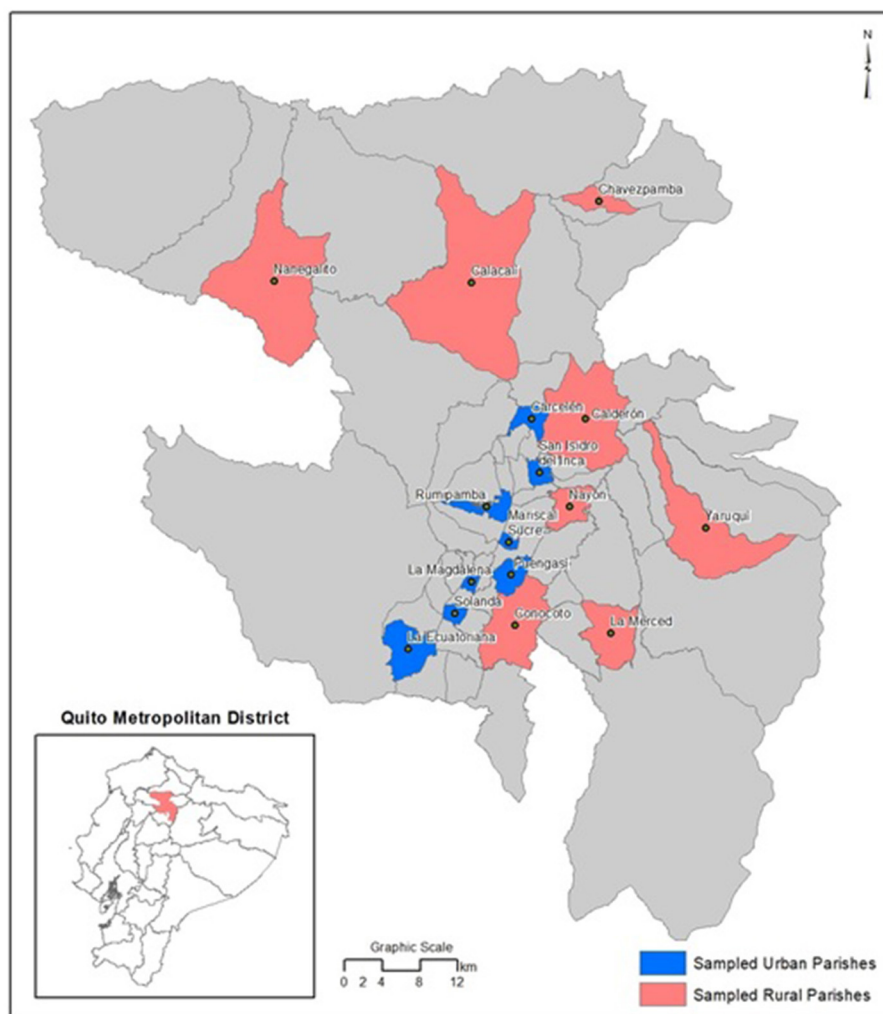 N
Chavezpamba
Nanegalito
Calacalí
Carcelén
Calderón
San Isidro
del Inca
Rumipamba
Nayón
Mariscal
Sucre
Yaruquí
La Magdalena
Puengasí
Solanda
Conocoto
La Merced
La Ecuatoriana
Quito Metropolitan District
Graphic Scale
km
0 2 4 8 12
Sampled Urban Parishes
Sampled Rural Parishes